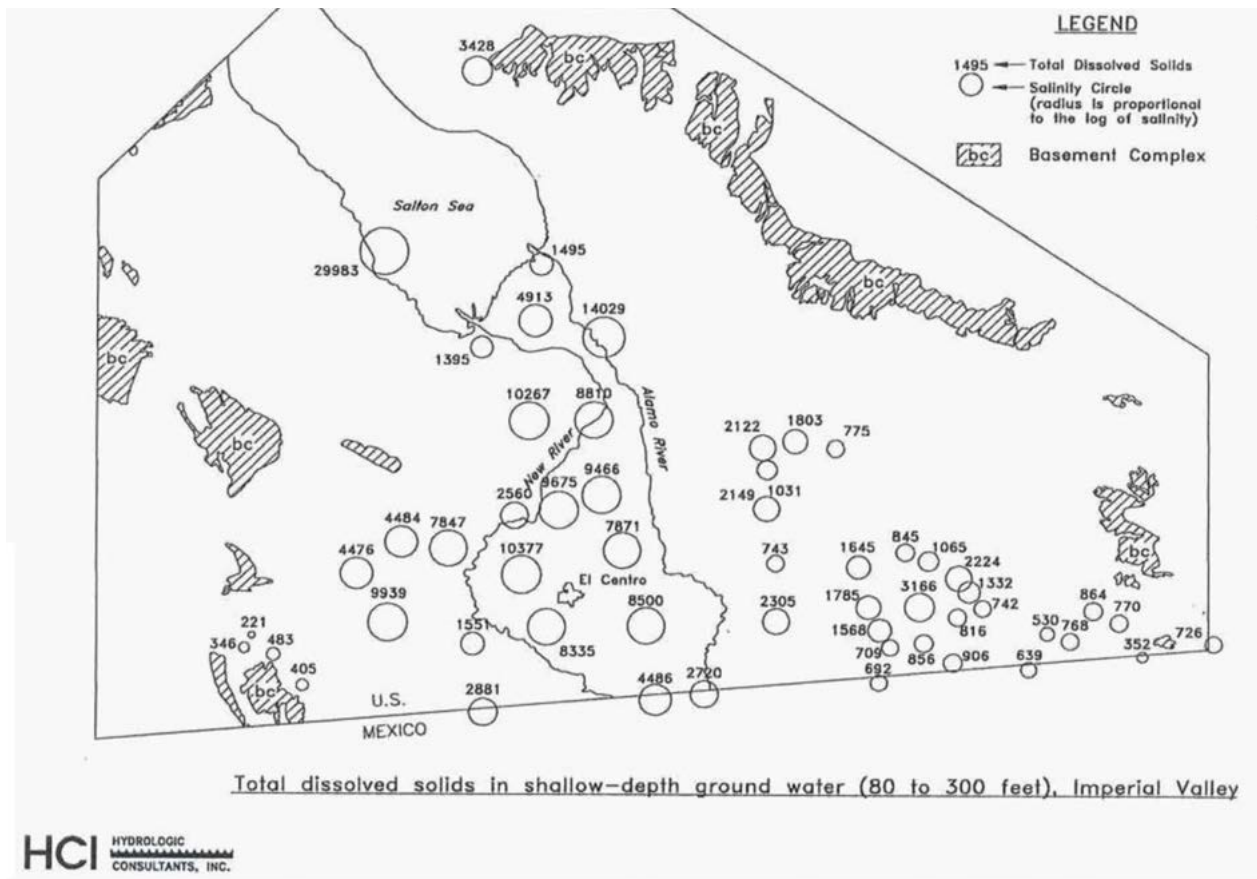 LEGEND
1495 Total Dissolved Solids
Salinity Circle
(radius is proportional
to the log of salinity)
bc Basement Complex
3428
bc
bc
Salton Sea
29983
1495
4913
14029
bc
1395
bc
10267
8810
Alamo River
New River
bc
2122
1803
775
2560
9675
9466
2149
1031
4484
7847
7871
4476
10377
El Centro
743
1645
845
1065
2224
bc
9939
8500
2305
1785
3166
1332
742
864
770
221
1551
8335
1568
816
530
768
346
483
709
856
906
639
352
726
405
bc
692
2881
4486
2720
U.S.
MEXICO
Total dissolved solids in shallow-depth ground water (80 to 300 feet), Imperial Valley
HCI HYDROLOGIC
CONSULTANTS, INC.